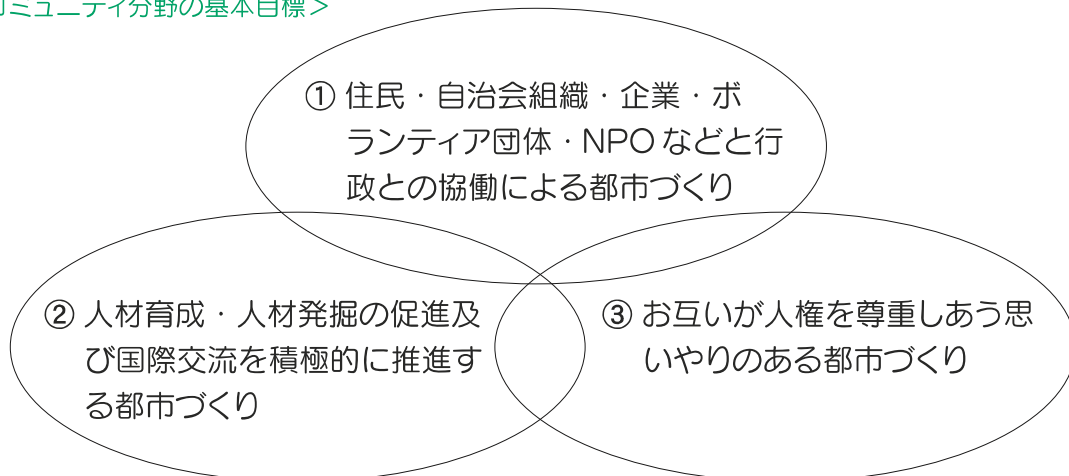 コミュニティ分野の基本目標＞
① 住民・自治会組織・企業・ボ
ランティア団体・NPOなどと行
政との協働による都市づくり
② 人材育成・人材発掘の促進及
び国際交流を積極的に推進す
る都市づくり
③ お互いが人権を尊重しあう思
いやりのある都市づくり